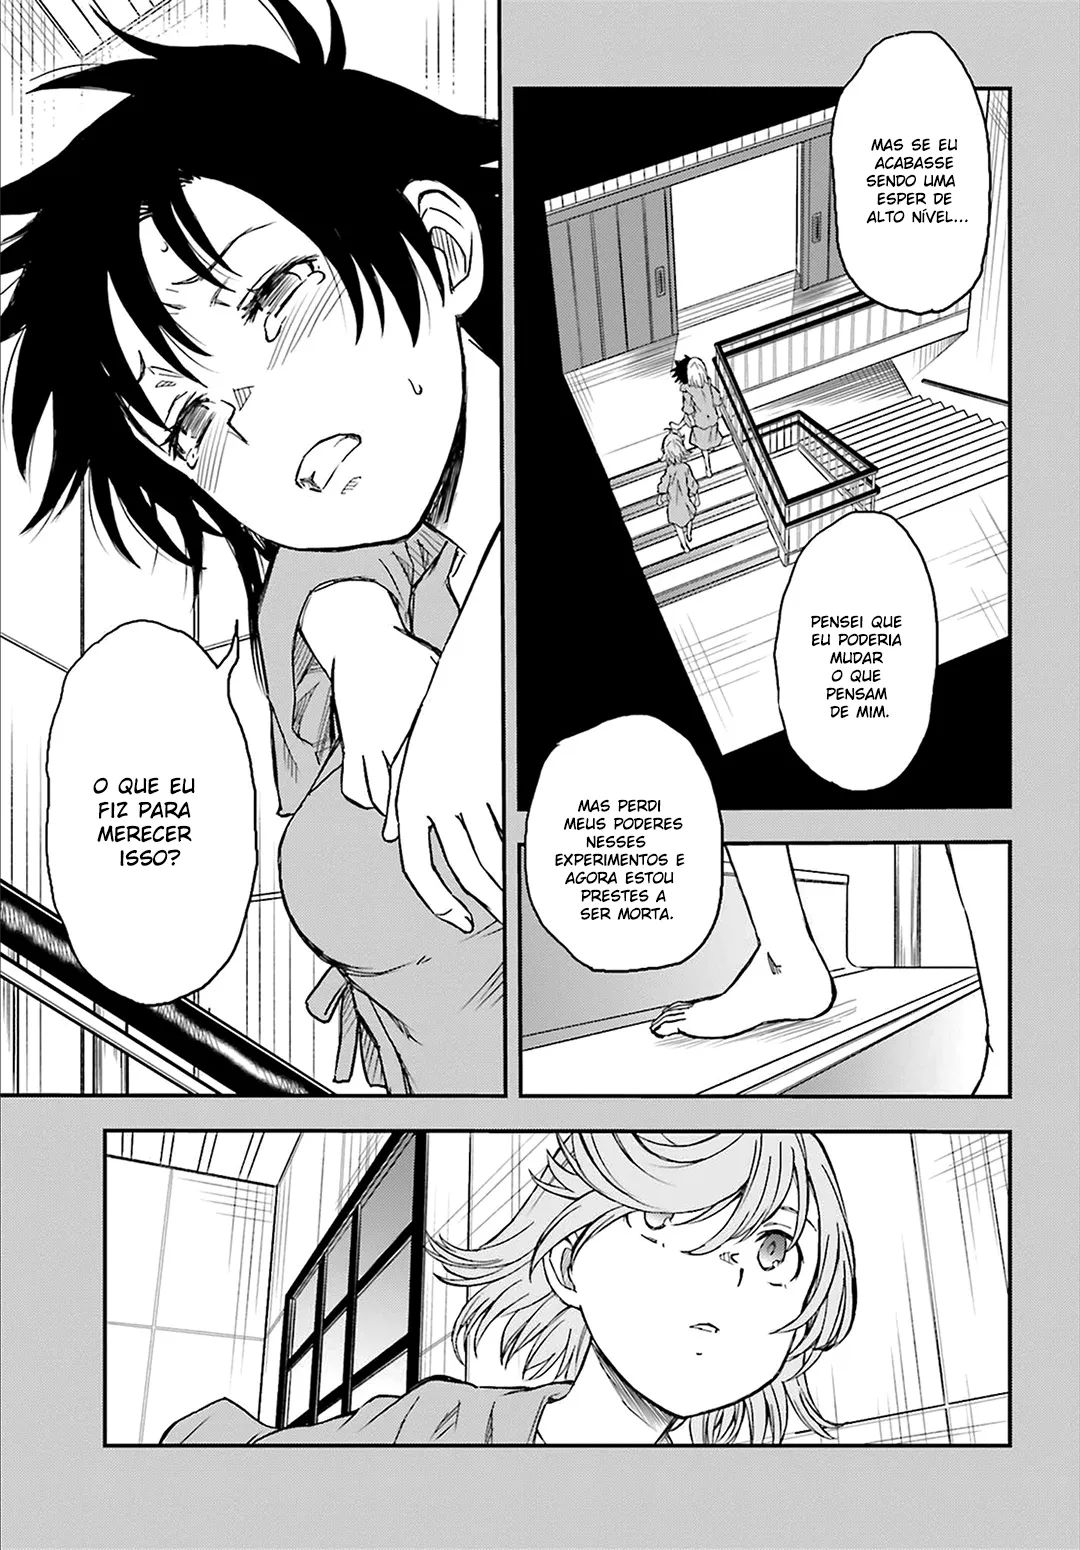 MAS SE EU
ACABASSE
SENDO UMA
ESPER DE
ALTO NÍVEL...
PENSEI QUE
EU PODERIA
MUDAR
O QUE
PENSAM
DE MIM.
MAS PERDI
MEUS PODERES
NESSES
EXPERIMENTOS E
AGORA ESTOU
PRESTES A
SER MORTA.
O QUE EU
FIZ PARA
MERECER
ISSO?